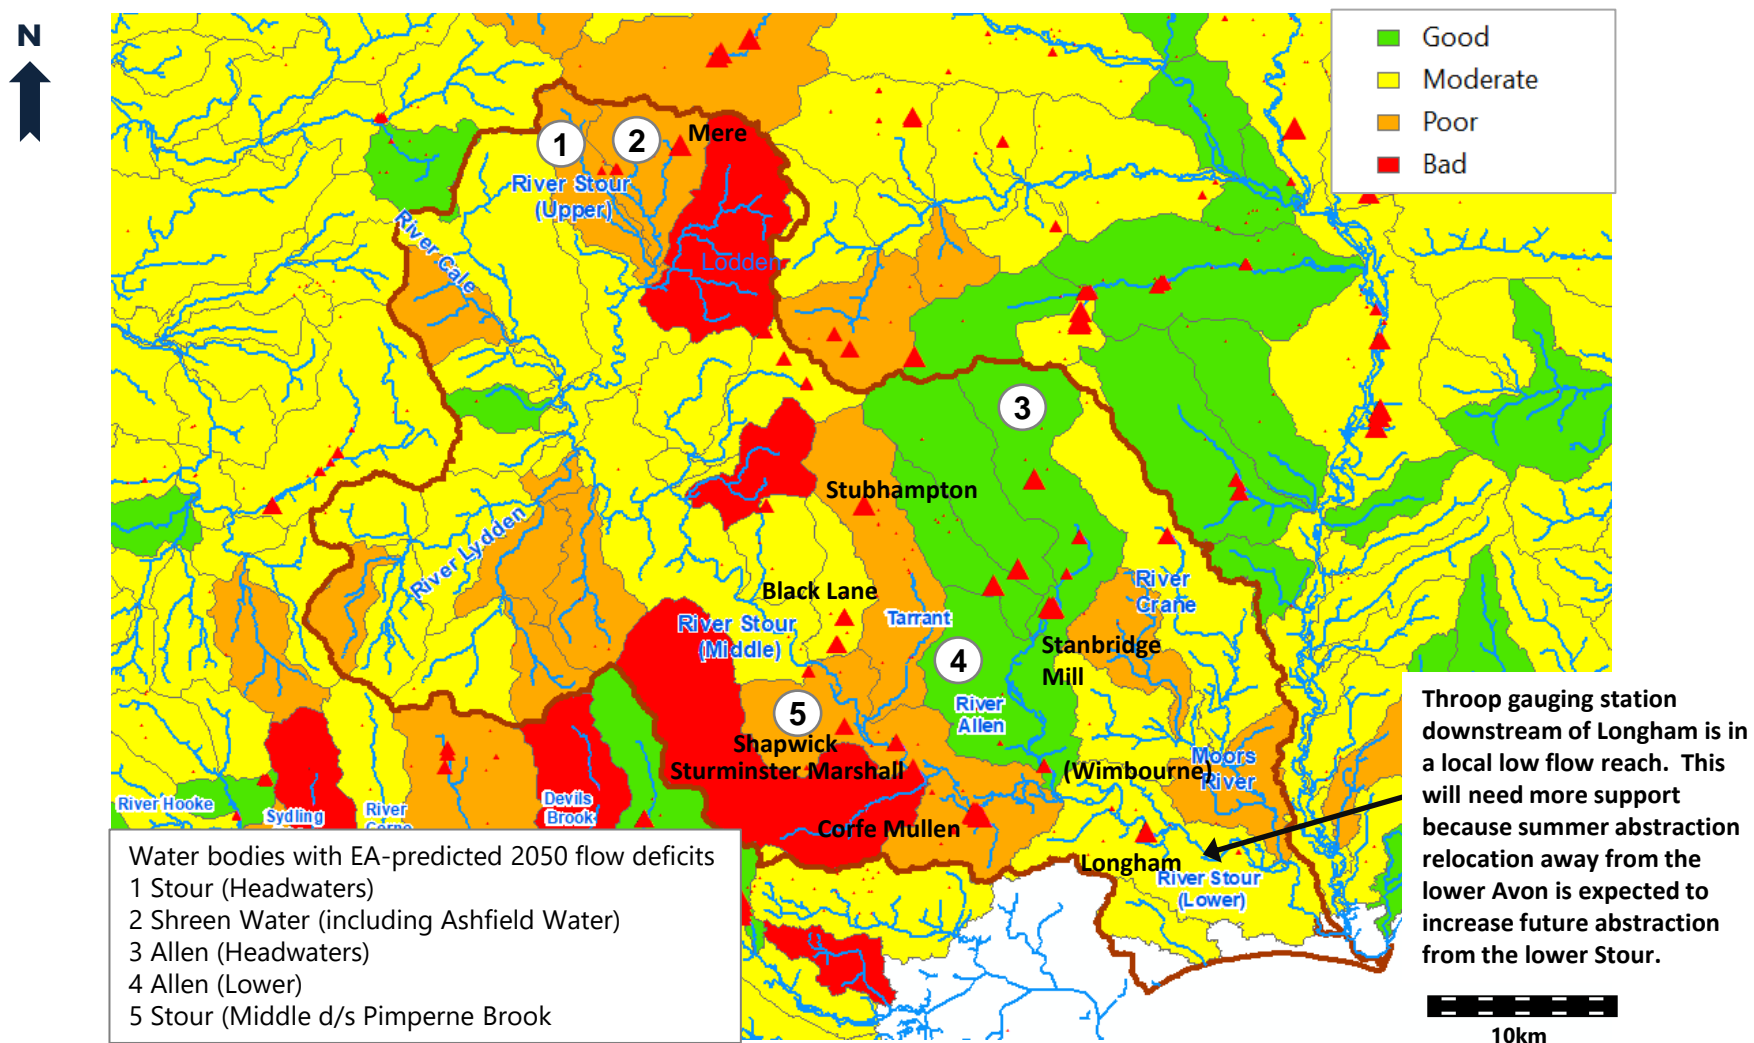 N
Good
Moderate
Poor
Bad
1
2
Mere
River Stour
(Upper)
River Cale
Lodden
3
Stubhampton
River Lydden
Black Lane
River
Crane
River Stour
(Middle)
Tarrant
Stanbridge
Mill
4
River
Allen
5
Shapwick
Sturminster Marshall
(Wimbourne)
Moors
River
River Hooke
Sydling
River
Cerne
Devils
Brook
Corfe Mullen
Longham
River Stour
(Lower)
Throop gauging station
downstream of Longham is in
a local low flow reach. This
will need more support
because summer abstraction
relocation away from the
lower Avon is expected to
increase future abstraction
from the lower Stour.
Water bodies with EA-predicted 2050 flow deficits
1 Stour (Headwaters)
2 Shreen Water (including Ashfield Water)
3 Allen (Headwaters)
4 Allen (Lower)
5 Stour (Middle d/s Pimperne Brook
10km